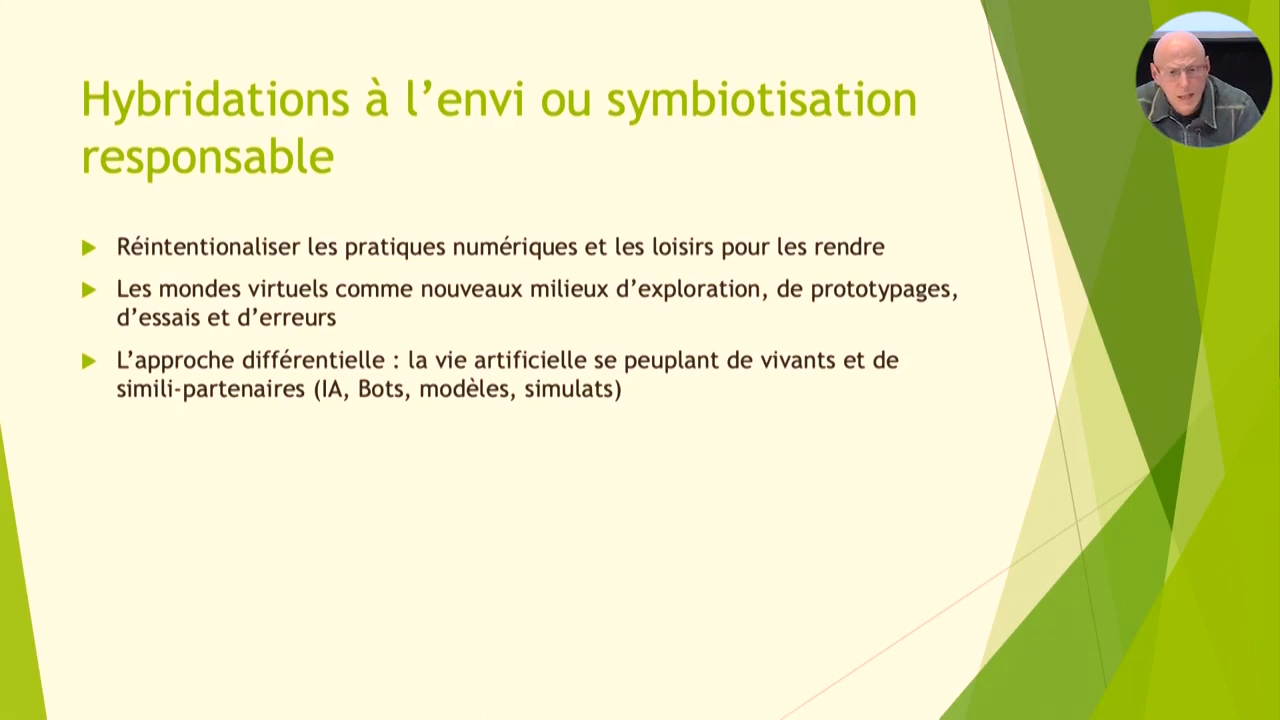 Hybridations à l’envi ou symbiotisation
responsable
Réintentionaliser les pratiques numériques et les loisirs pour les rendre
Les mondes virtuels comme nouveaux milieux d’exploration, de prototypages,
d’essais et d’erreurs
L’approche différentielle : la vie artificielle se peuplant de vivants et de
simili-partenaires (IA, Bots, modèles, simulats)